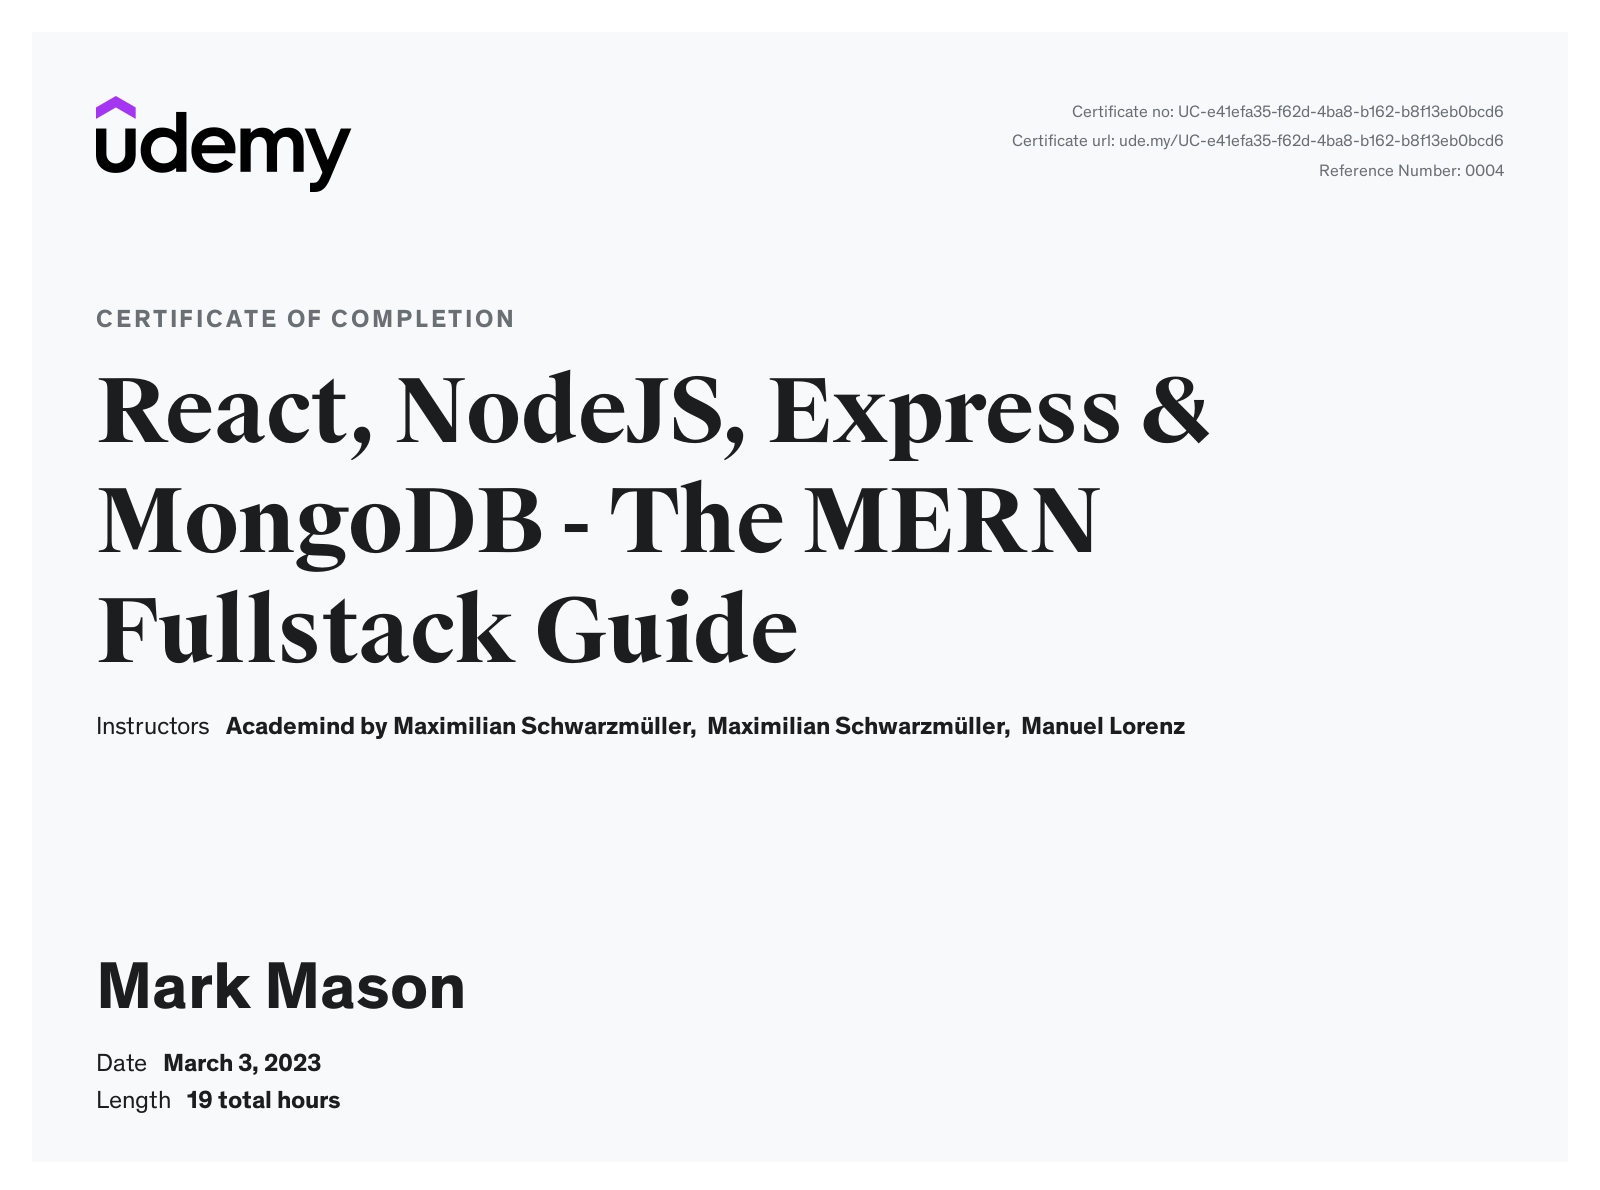 udemy
Certificate no: UC-e41efa35-f62d-4ba8-b162-b8f13eb0bcd6
Certificate url: ude.my/UC-e41efa35-f62d-4ba8-b162-b8f13eb0bcd6
Reference Number: 0004
CERTIFICATE OF COMPLETION
React, NodeJS, Express &
MongoDB - The MERN
Fullstack Guide
Instructors Academind by Maximilian Schwarzmüller, Maximilian Schwarzmüller, Manuel Lorenz
Mark Mason
Date March 3, 2023
Length 19 total hours